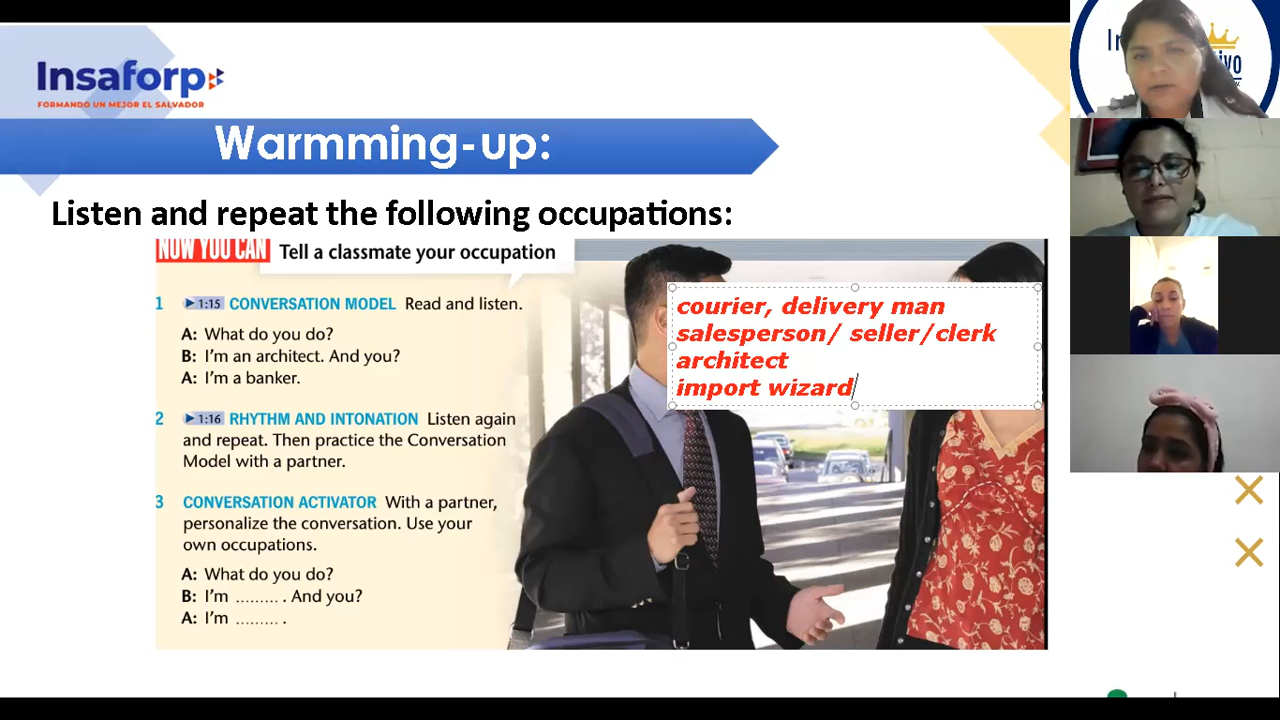 Insaforp
FORMANDO UN MEJOR EL SALVADOR
Warmming-up:
Listen and repeat the following occupations:
NOW YOU CAN Tell a classmate your occupation
1 1:15 CONVERSATION MODEL Read and listen.
A: What do you do?
B: I'm an architect. And you?
A: I'm a banker.
2 1:16 RHYTHM AND INTONATION Listen again
and repeat. Then practice the Conversation
Model with a partner.
3 CONVERSATION ACTIVATOR With a partner,
personalize the conversation. Use your
own occupations.
A: What do you do?
B: I'm ......... . And you?
A: I'm ......... .
courier, delivery man
salesperson/ seller/clerk
architect
import wizard